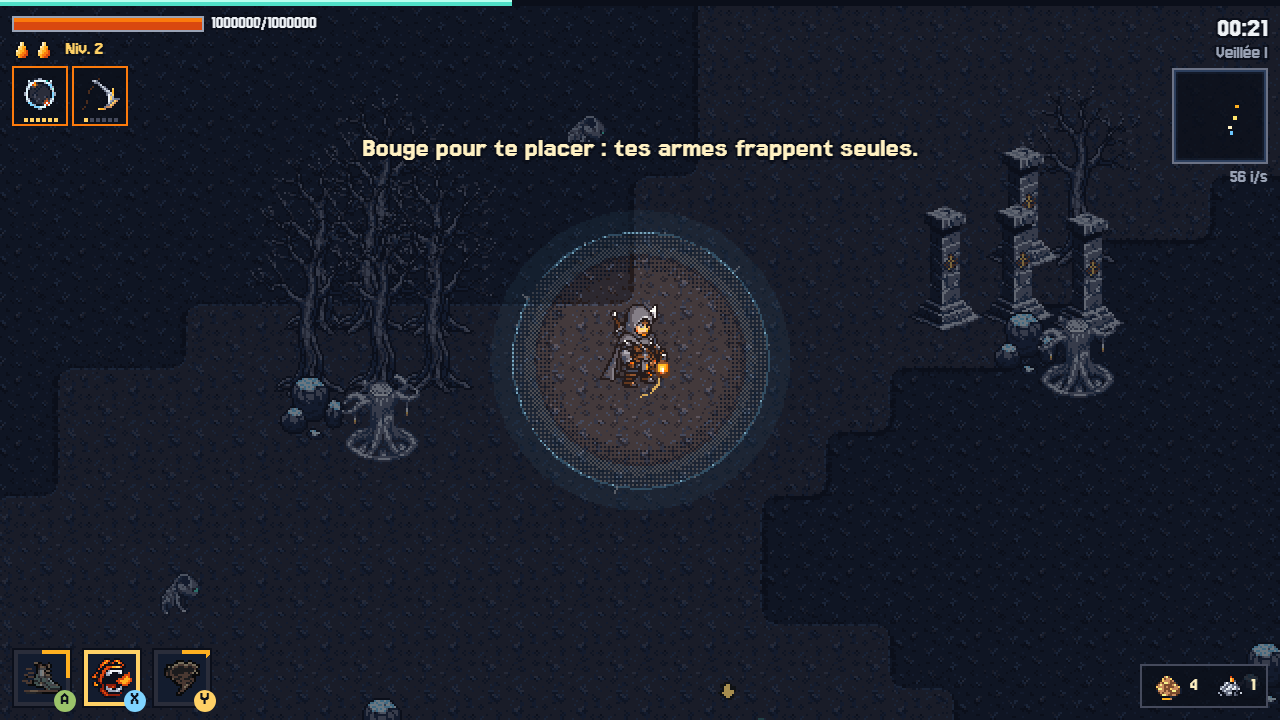 1000000/1000000
00:21
Niv. 2
Veillée I
Bouge pour te placer : tes armes frappent seules.
56 i/s
A
X
Y
4
1